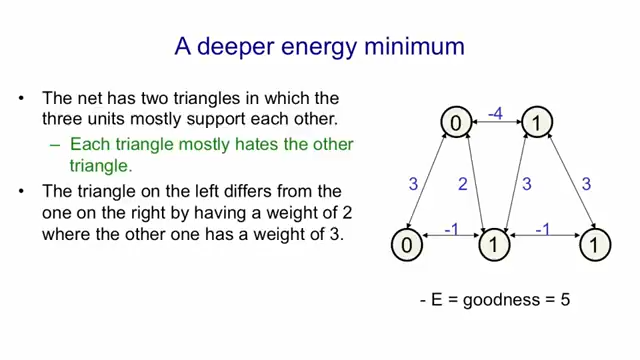 A deeper energy minimum
• The net has two triangles in which the
three units mostly support each other.
– Each triangle mostly hates the other
triangle.
• The triangle on the left differs from the
one on the right by having a weight of 2
where the other one has a weight of 3.
0 -4 1
3 2 3 3
0 -1 1 -1 1
- E = goodness = 5